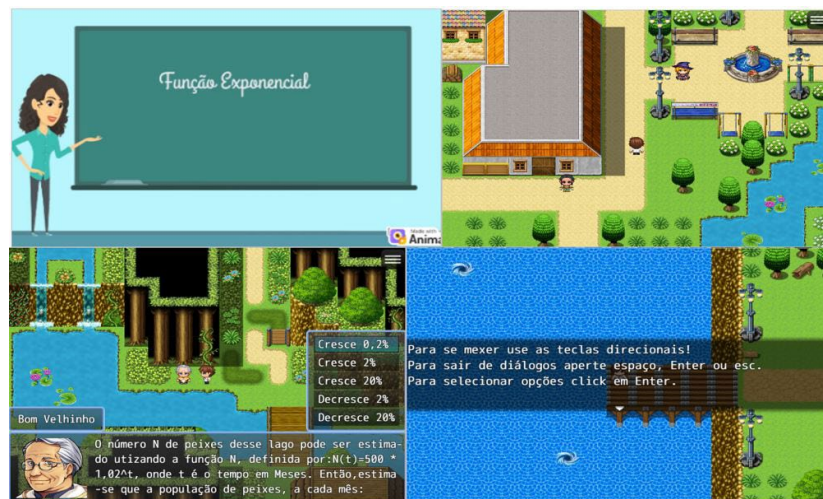 Função Exponencial
Made with
Anima
Cresce 0,2%
Cresce 2%
Cresce 20%
Decresce 2%
Decresce 20%
Bom Velhinho
O número N de peixes desse lago pode ser estima-
do utizando a função N, definida por:N(t)=500 *
1,02^t, onde t é o tempo em Meses. Então,estima
-se que a população de peixes, a cada mês:
Para se mexer use as teclas direcionais!
Para sair de diálogos aperte espaço, Enter ou esc.
Para selecionar opções click em Enter.